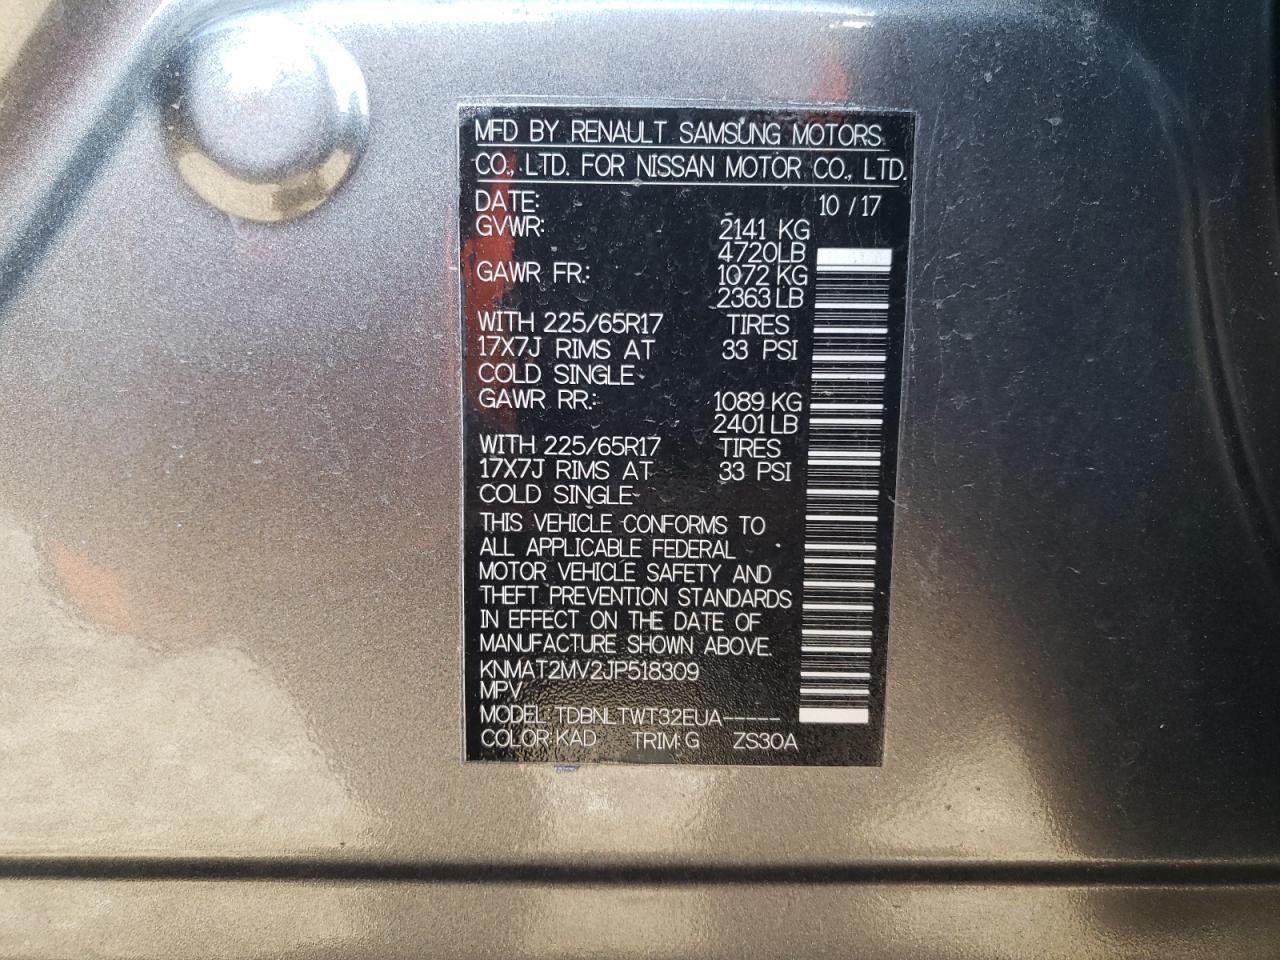 MFD BY RENAULT SAMSUNG MOTORS
CO., LTD. FOR NISSAN MOTOR CO., LTD.
DATE: 10 / 17
GVWR: 2141 KG
4720LB
GAWR FR.: 1072 KG
2363LB
WITH 225/65R17 TIRES
17X7J RIMS AT 33 PSI
COLD SINGLE
GAWR RR.: 1089 KG
2401LB
WITH 225/65R17 TIRES
17X7J RIMS AT 33 PSI
COLD SINGLE
THIS VEHICLE CONFORMS TO
ALL APPLICABLE FEDERAL
MOTOR VEHICLE SAFETY AND
THEFT PREVENTION STANDARDS
IN EFFECT ON THE DATE OF
MANUFACTURE SHOWN ABOVE.
KNMAT2MV2JP518309
MPV
MODEL:TDBNLTWT32EUA-----
COLOR:KAD TRIM:G ZS30A